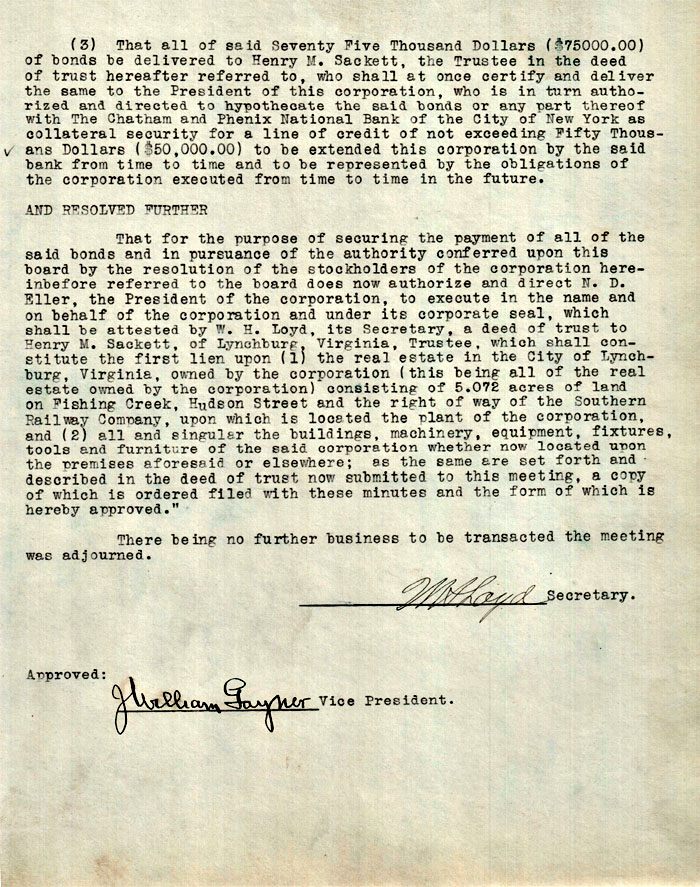 (3) That all of said Seventy Five Thousand Dollars ($75000.00)
of bonds be delivered to Henry M. Sackett, the Trustee in the deed
of trust hereafter referred to, who shall at once certify and deliver
the same to the President of this corporation, who is in turn autho-
rized and directed to hypothecate the said bonds or any part thereof
with The Chatham and Phenix National Bank of the City of New York as
collateral security for a line of credit of not exceeding Fifty Thous-
✓ ans Dollars ($50,000.00) to be extended this corporation by the said
bank from time to time and to be represented by the obligations of
the corporation executed from time to time in the future.
AND RESOLVED FURTHER
That for the purpose of securing the payment of all of the
said bonds and in pursuance of the authority conferred upon this
board by the resolution of the stockholders of the corporation here-
inbefore referred to the board does now authorize and direct N. D.
Eller, the President of the corporation, to execute in the name and
on behalf of the corporation and under its corporate seal, which
shall be attested by W. H. Loyd, its Secretary, a deed of trust to
Henry M. Sackett, of Lynchburg, Virginia, Trustee, which shall con-
stitute the first lien upon (1) the real estate in the City of Lynch-
burg, Virginia, owned by the corporation (this being all of the real
estate owned by the corporation) consisting of 5.072 acres of land
on Fishing Creek, Hudson Street and the right of way of the Southern
Railway Company, upon which is located the plant of the corporation,
and (2) all and singular the buildings, machinery, equipment, fixtures,
tools and furniture of the said corporation whether now located upon
the premises aforesaid or elsewhere; as the same are set forth and
described in the deed of trust now submitted to this meeting, a copy
of which is ordered filed with these minutes and the form of which is
hereby approved."
There being no further business to be transacted the meeting
was adjourned.
W H Loyd Secretary.
Approved:
J William Gayner Vice President.